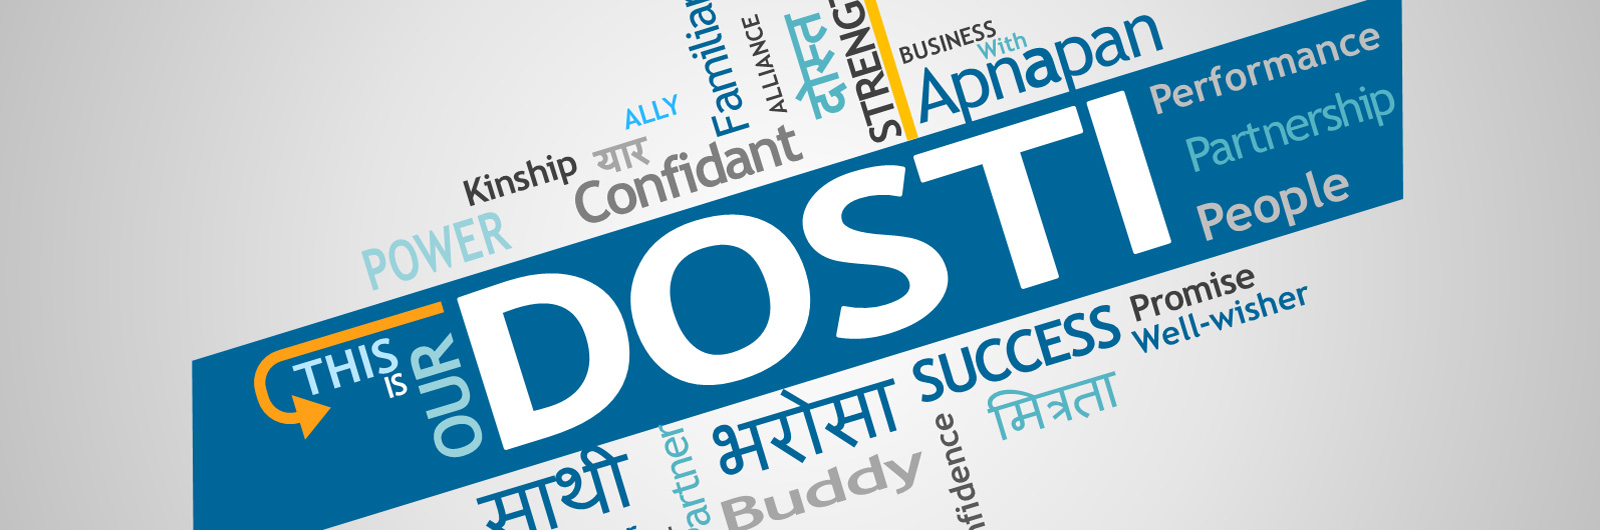 Familiar
ALLIANCE
दोस्त
STRENG
BUSINESS
With
Apnapan
ALLY
यार
Kinship
Confidant
POWER
Performance
Partnership
People
THIS
IS
OUR
DOSTI
Promise
Well-wisher
SUCCESS
मित्रता
भरोसा
साथी
artner
Buddy
fidence